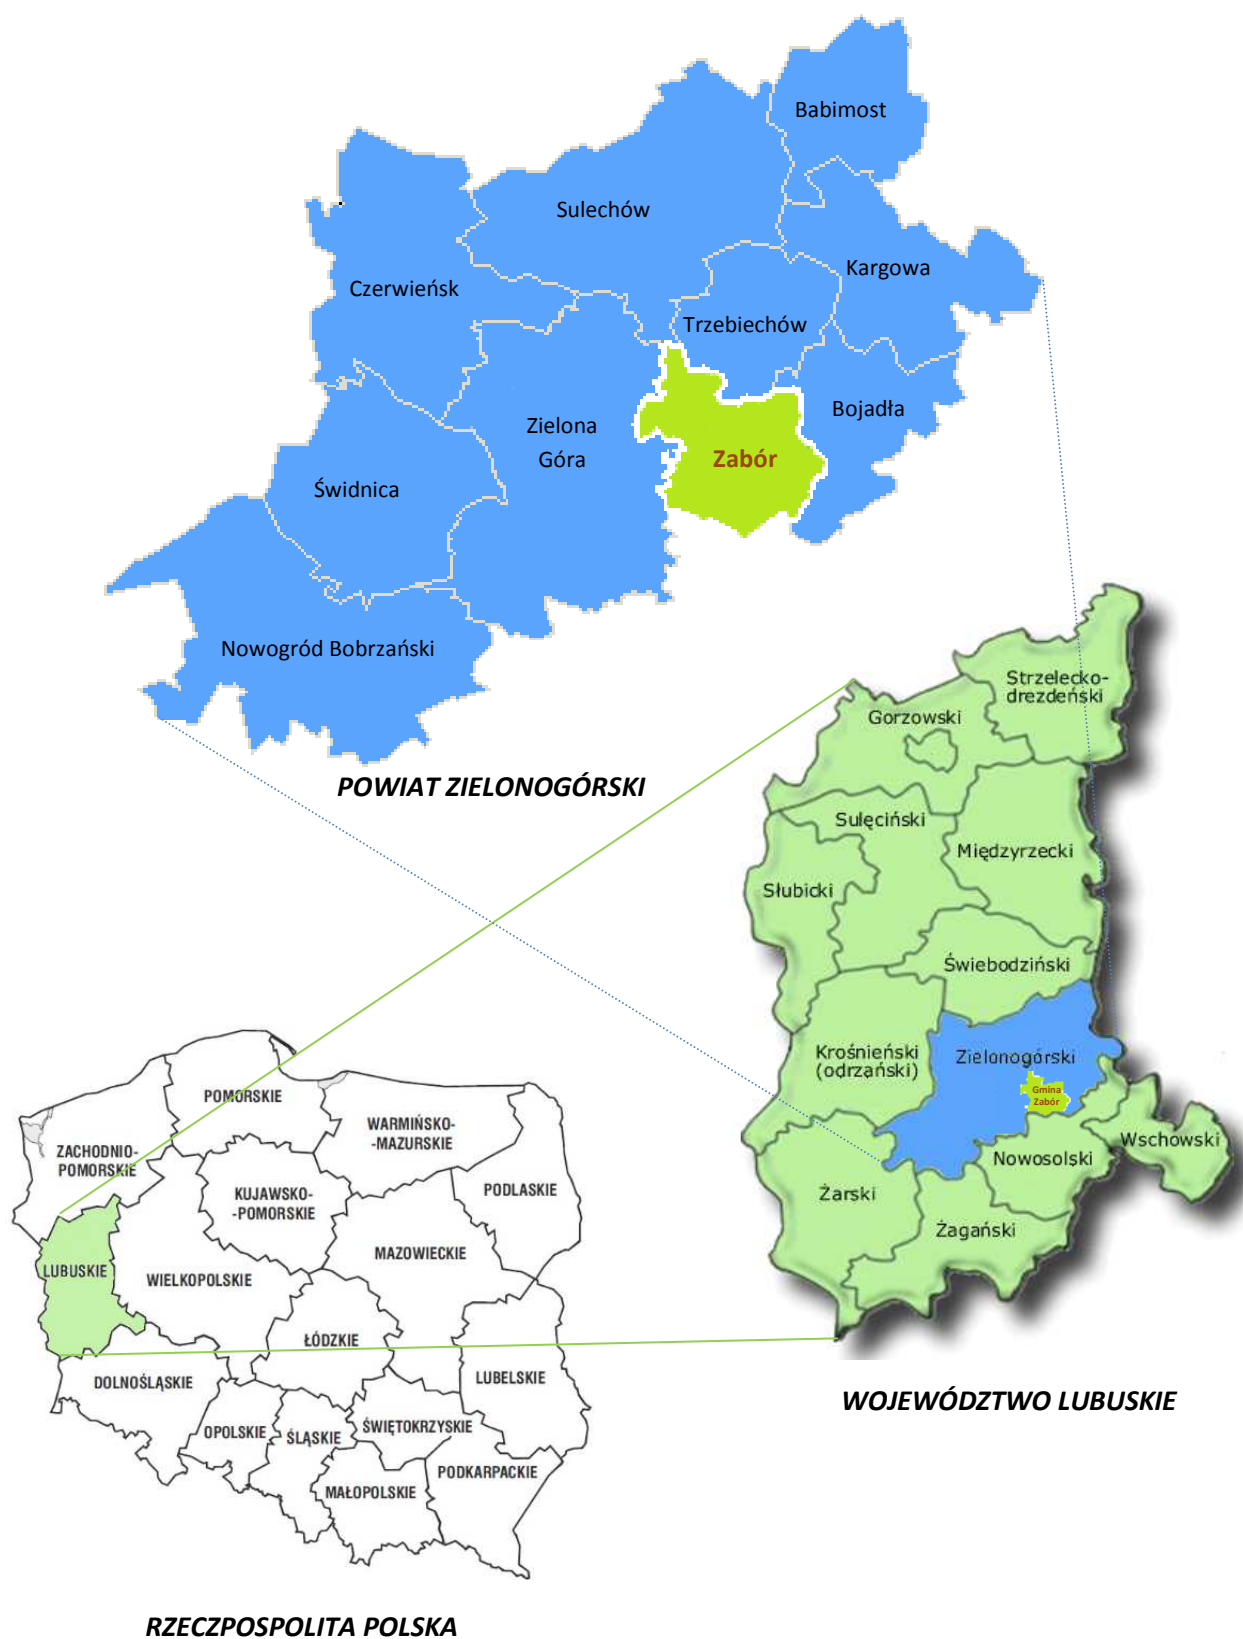 Babimost
Sulechów
Kargowa
Czerwieńsk
Trzebiechów
Bojadła
Zielona
Góra
Zabór
Świdnica
Nowogród Bobrzański
POWIAT ZIELONOGÓRSKI
Strzelecko-
drezdeński
Gorzowski
Sulęciński
Międzyrzecki
Słubicki
Świebodziński
Krośnieński
(odrzański)
Zielonogórski
Gmina
Zabór
Wschowski
Nowosolski
Żarski
Żagański
WOJEWÓDZTWO LUBUSKIE
POMORSKIE
WARMIŃSKO-
-MAZURSKIE
ZACHODNIO-
POMORSKIE
KUJAWSKO-
-POMORSKIE
PODLASKIE
MAZOWIECKIE
LUBUSKIE
WIELKOPOLSKIE
ŁÓDZKIE
DOLNOŚLĄSKIE
LUBELSKIE
OPOLSKIE
ŚLĄSKIE
ŚWIĘTOKRZYSKIE
PODKARPACKIE
MAŁOPOLSKIE
RZECZPOSPOLITA POLSKA